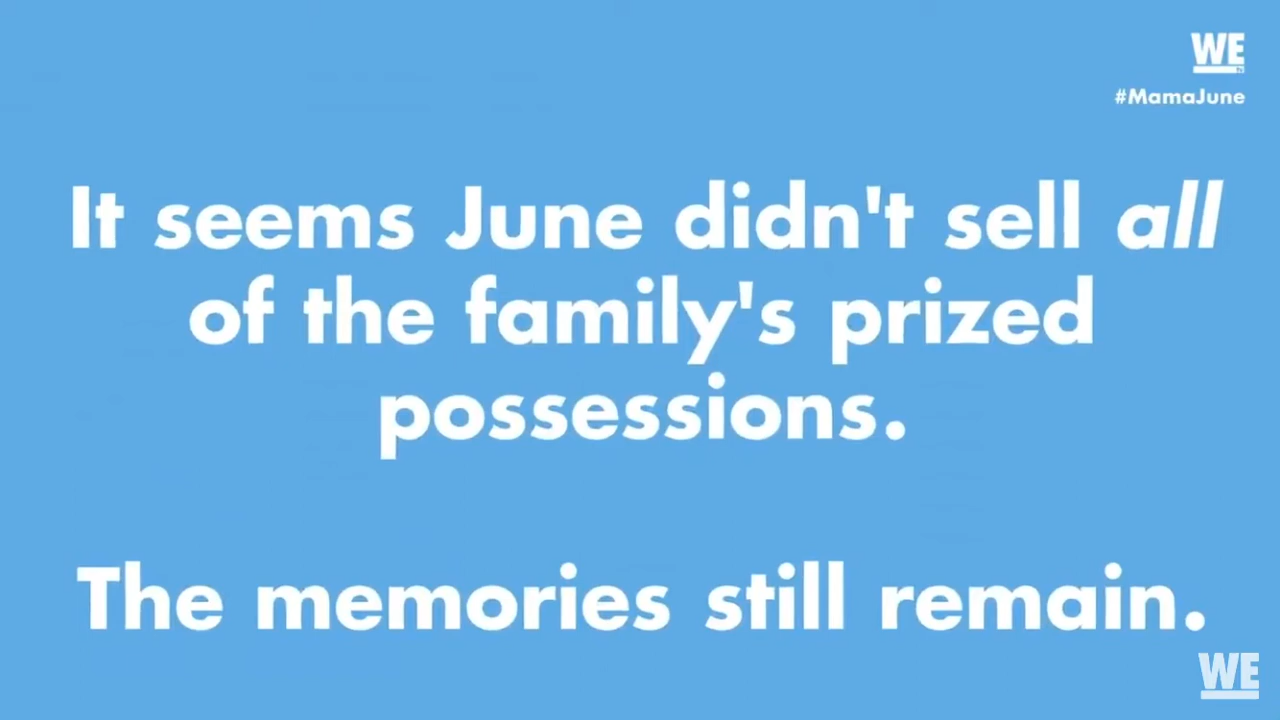 WE
tv
#MamaJune
It seems June didn't sell all
of the family's prized
possessions.
The memories still remain.
WE